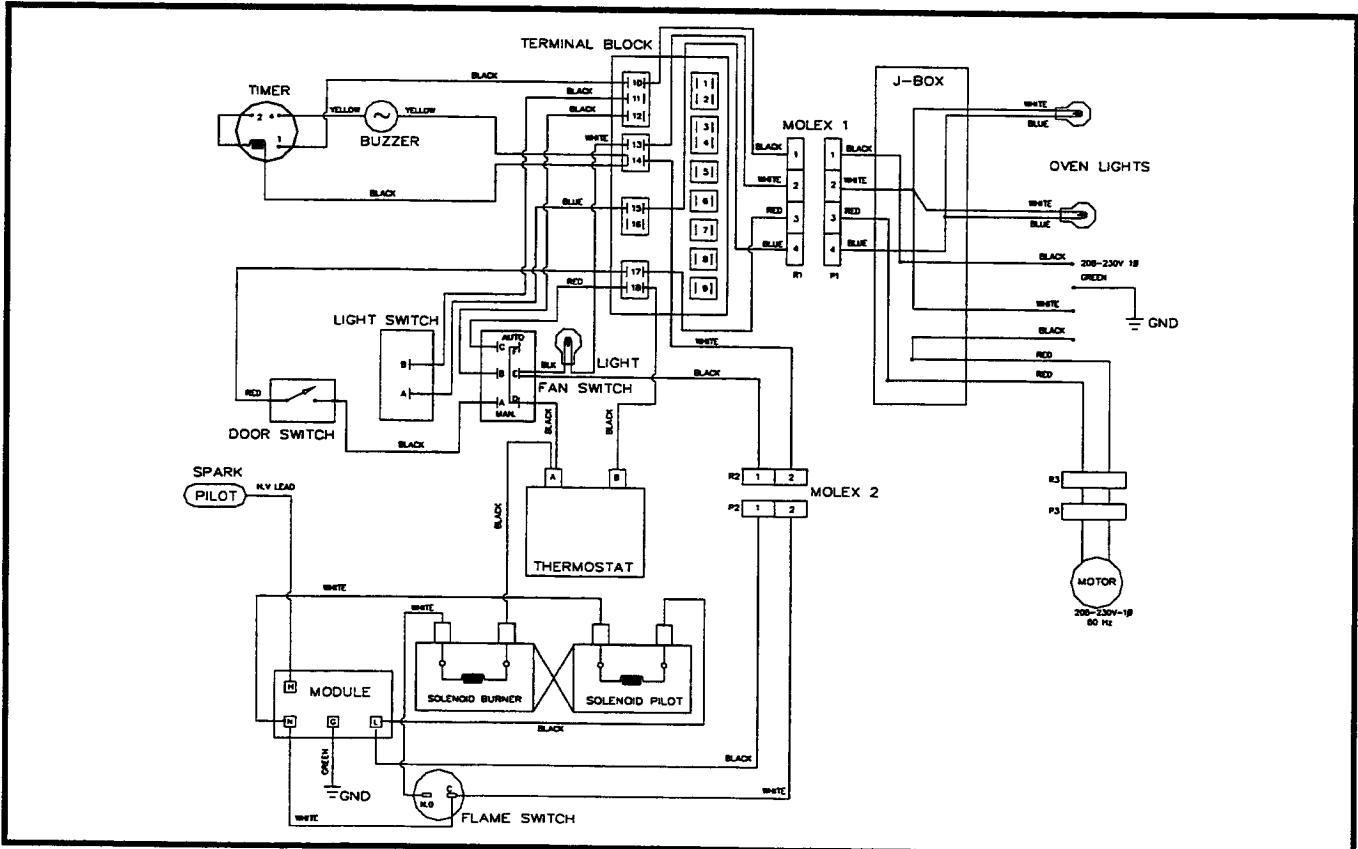 TERMINAL BLOCK
J-BOX
TIMER
BLACK
BLACK
BLACK
10
11
12
1
2
2 4
1
YELLOW
YELLOW
BUZZER
WHITE
13
14
3
4
5
MOLEX 1
WHITE
BLUE
BLACK
1
1
BLACK
OVEN LIGHTS
WHITE
2
2
WHITE
BLACK
BLUE
15
16
6
7
RED
3
3
RED
WHITE
BLUE
BLUE
4
4
BLUE
R1
P1
17
18
8
9
RED
BLACK
208-230V 1Ø
GREEN
WHITE
GND
BLACK
RED
RED
LIGHT SWITCH
B
A
AUTO
C
F
B
E
A
D
MAN.
BLK
LIGHT
FAN SWITCH
WHITE
BLACK
RED
DOOR SWITCH
BLACK
BLACK
BLACK
SPARK
PILOT
H.V LEAD
BLACK
A
B
THERMOSTAT
R2
1
2
MOLEX 2
P2
1
2
R3
P3
MOTOR
208-230V-1Ø
60 Hz
WHITE
WHITE
SOLENOID BURNER
SOLENOID PILOT
H
MODULE
N
G
L
BLACK
GREEN
GND
BLACK
WHITE
N.O
C
WHITE
FLAME SWITCH